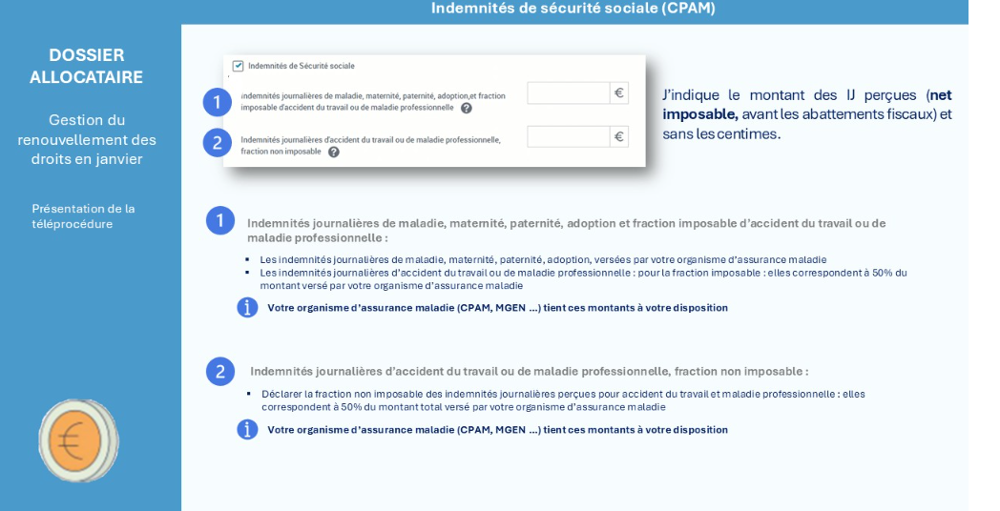 Indemnités de sécurité sociale (CPAM)
DOSSIER
ALLOCATAIRE
Gestion du
renouvellement des
droits en janvier
Présentation de la
téléprocédure
Indemnités de Sécurité sociale
1
indemnités journalières de maladie, maternité, paternité, adoption,et fraction
imposable d'accident du travail ou de maladie professionnelle ?
€
2
Indemnités journalières d'accident du travail ou de maladie professionnelle,
fraction non imposable ?
€
J'indique le montant des IJ perçues (net
imposable, avant les abattements fiscaux) et
sans les centimes.
1
Indemnités journalières de maladie, maternité, paternité, adoption et fraction imposable d'accident du travail ou de
maladie professionnelle :
▪ Les indemnités journalières de maladie, maternité, paternité, adoption, versées par votre organisme d'assurance maladie
▪ Les indemnités journalières d'accident du travail ou de maladie professionnelle : pour la fraction imposable : elles correspondent à 50% du
montant versé par votre organisme d'assurance maladie
i Votre organisme d'assurance maladie (CPAM, MGEN ...) tient ces montants à votre disposition
2
Indemnités journalières d'accident du travail ou de maladie professionnelle, fraction non imposable :
▪ Déclarer la fraction non imposable des indemnités journalières perçues pour accident du travail et maladie professionnelle : elles
correspondent à 50% du montant total versé par votre organisme d'assurance maladie
i Votre organisme d'assurance maladie (CPAM, MGEN ...) tient ces montants à votre disposition
€